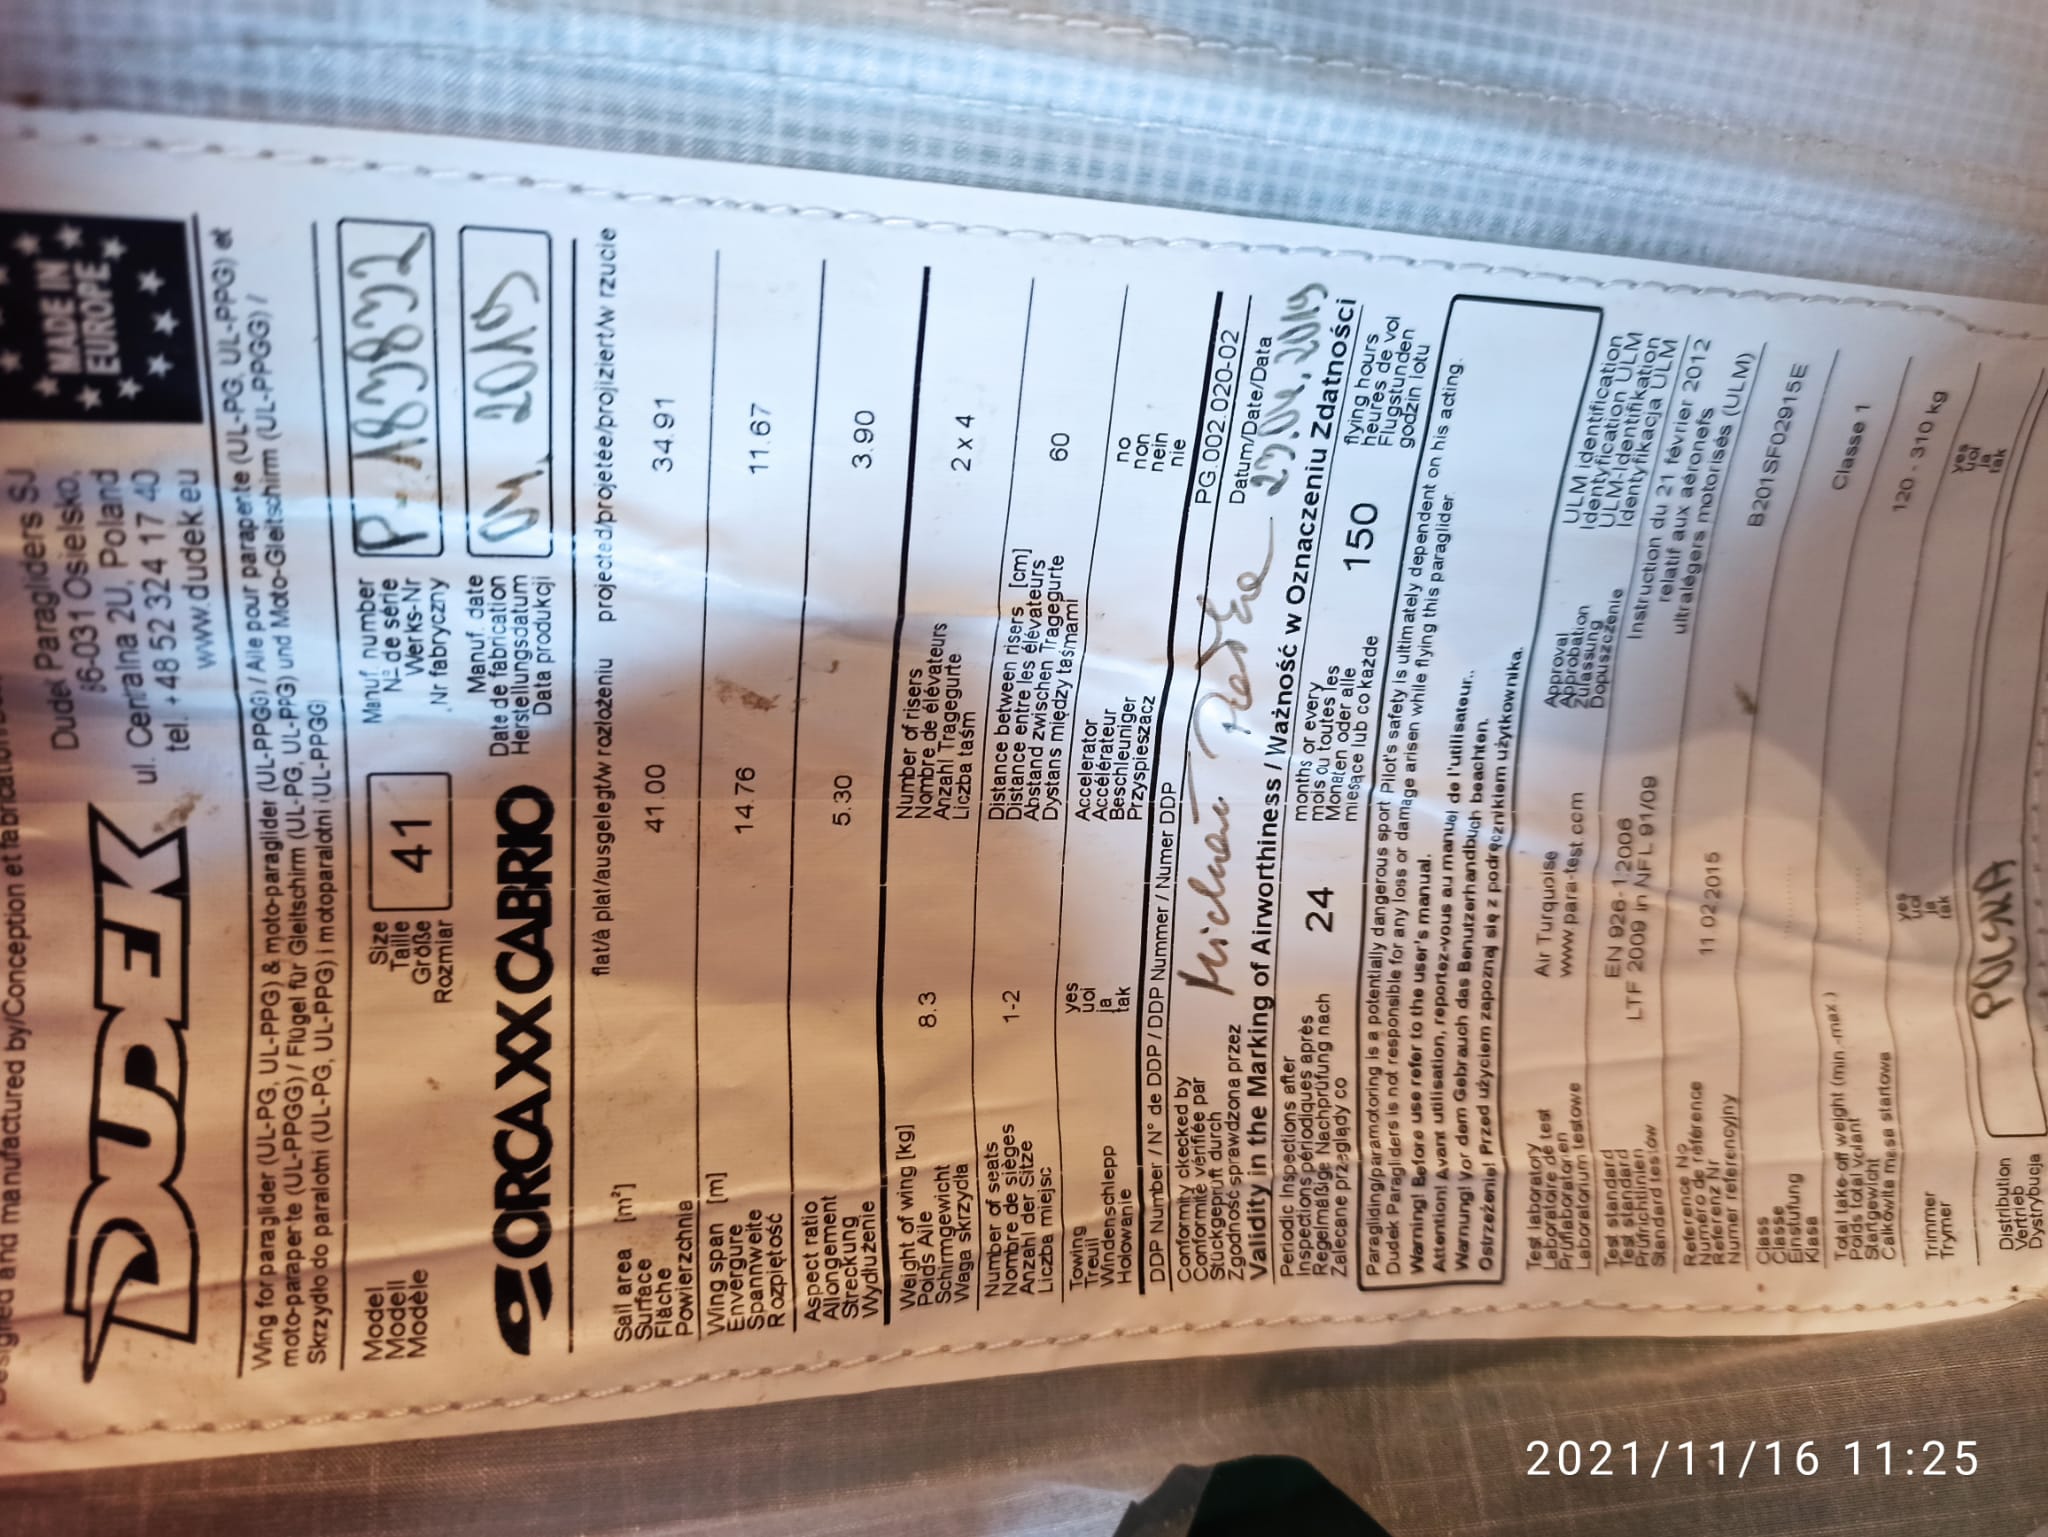 Designed and manufactured by/Conception et fabrication
DUDEK
Dudek Paragliders SJ
86-031 Osielsko,
ul. Centralna 2U, Poland
tel. +48 52 324 17 40
www.dudek.eu
MADE IN
EUROPE
Wing for paraglider (UL-PG, UL-PPG) & moto-paraglider (UL-PPGG) / Aile pour paraperte (UL-PG, UL-PPG) et
moto-paraperte (UL-PPGG) / Flügel für Gleitschirm (UL-PG, UL-PPG) und Moto-Gleitschirm (UL-PPGG) /
Skrzydło do paralotni (UL-PG, UL-PPG) i motoparalotni (UL-PPGG)
Model
Modell
Modèle
Size
Taille
Größe
Rozmiar
41
Manuf. number
Nº de série
Werks-Nr
Nr fabryczny
P-183832
ORCA XX CABRIO
Manuf. date
Date de fabrication
Herstellungsdatum
Data produkcji
04. 2019
flat/à plat/ausgelegt/w rozłożeniu projected/projetée/projiziert/w rzucie
Sail area [m²]
Surface
Fläche
Powierzchnia
41.00 34.91
Wing span [m]
Envergure
Spannweite
Rozpiętość
14.76 11.67
Aspect ratio
Allongement
Streckung
Wydłużenie
5.30 3.90
Weight of wing [kg]
Poids Aile
Schirmgewicht
Waga skrzydła
8.3
Number of risers
Nombre de élévateurs
Anzahl Tragegurte
Liczba taśm
2 x 4
Number of seats
Nombre de sièges
Anzahl der Sitze
Liczba miejsc
1-2
Distance between risers [cm]
Distance entre les élévateurs
Abstand zwischen Tragegurte
Dystans między taśmami
60
Towing
Treuil
Windenschlepp
Holowanie
yes
uoi
ja
tak
Accelerator
Accélérateur
Beschleuniger
Przyspieszacz
no
non
nein
nie
DDP Number / N° de DDP / DDP Nummer / Numer DDP
PG.002.020-02
Conformity ckecked by
Conformité vérifiée par
Stückgeprüft durch
Zgodność sprawdzona przez
Datum/Date/Date/Data
23.04.2019
Validity in the Marking of Airworthiness / Ważność w Oznaczeniu Zdatności
Periodic Inspections after
Inspections périodiques après
Regelmäßige Nachprüfung nach
Zalecane przeglądy co
24
months or every
mois ou toutes les
Monaten oder alle
miesiące lub co każde
150
flying hours
heures de vol
Flugstunden
godzin lotu
Paragliding/paramotoring is a potentially dangerous sport Pilot's safety is ultimately dependent on his acting.
Dudek Paragliders is not responsible for any loss or damage arisen while flying this paraglider.
Warning! Before use refer to the user's manual.
Attention! Avant utilisation, reportez-vous au manuel de l'utilisateur..
Warnung! Vor dem Gebrauch das Benutzerhandbuch beachten.
Ostrzeżenie! Przed użyciem zapoznaj się z podręcznikiem użytkownika.
Test laboratory
Laboratoire de test
Prüflaboratorien
Laboratorium testowe
Air Turquoise
www.para-test.com
Approval
Approbation
Zulassung
Dopuszczenie
ULM identification
Identyfication ULM
ULM-Identifikation
Identyfikacja ULM
Test standard
Test standard
Prüfrichtlinien
Standard testów
EN 926-1:2006
LTF 2009 in NFL 91/09
Instruction du 21 février 2012
relatif aux aéronefs
ultralégers motorisés (ULM)
Reference No
Numéro de référence
Referenz Nr
Numer referencyjny
11.02.2015
B201SF02915E
Class
Classe
Einstufung
Klasa
Classe 1
Total take-off weight (min.-max.)
Poids total volant
Startgewicht
Całkowita masa startowa
120 - 310 kg
Trimmer
Trymer
yes
uoi
ja
tak
yes
uoi
ja
tak
Distribution
Vertrieb
Dystrybucja
POLSKA
2021/11/16 11:25